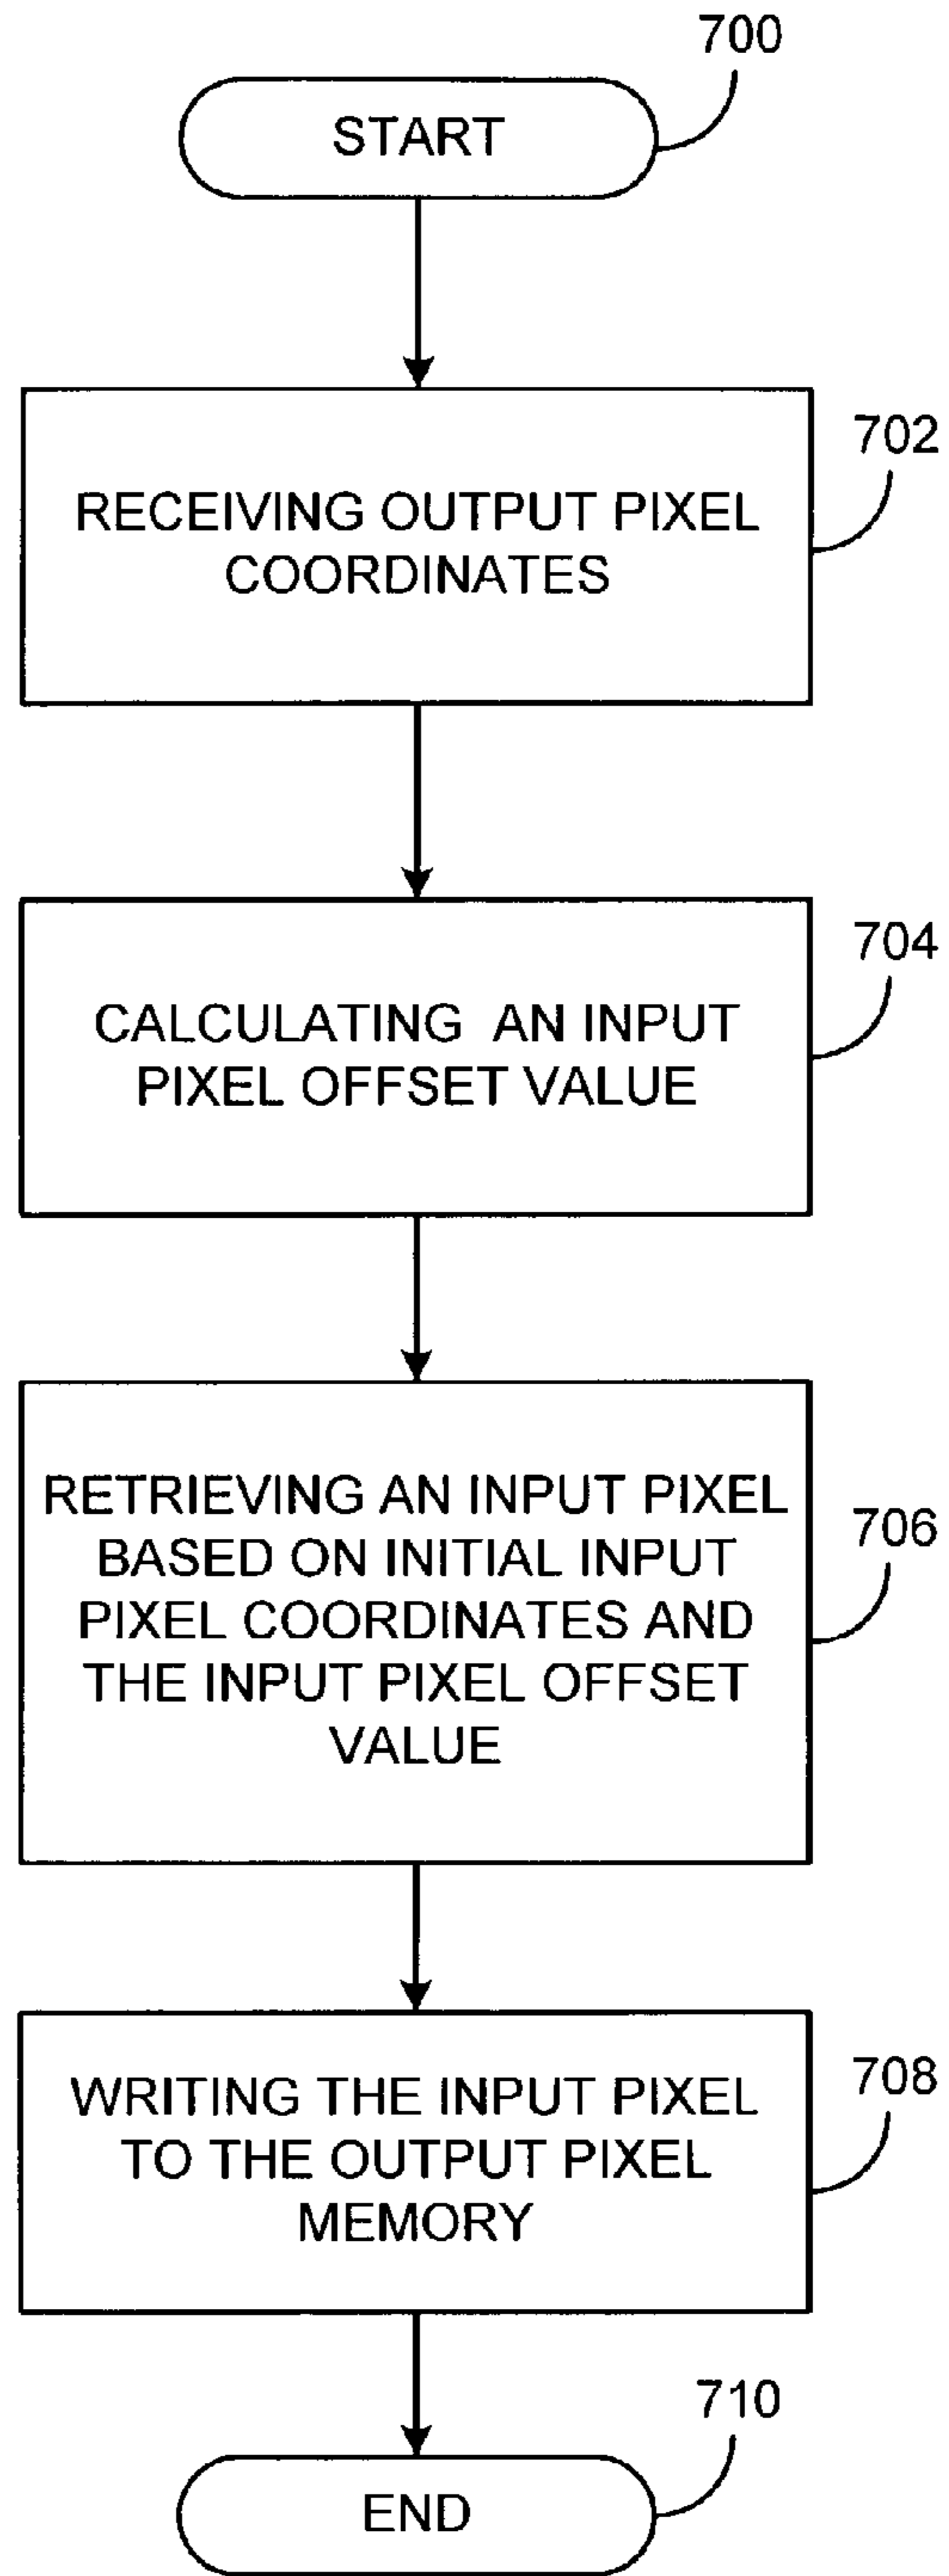 700
START
702
RECEIVING OUTPUT PIXEL
COORDINATES
704
CALCULATING AN INPUT
PIXEL OFFSET VALUE
706
RETRIEVING AN INPUT PIXEL
BASED ON INITIAL INPUT
PIXEL COORDINATES AND
THE INPUT PIXEL OFFSET
VALUE
708
WRITING THE INPUT PIXEL
TO THE OUTPUT PIXEL
MEMORY
710
END